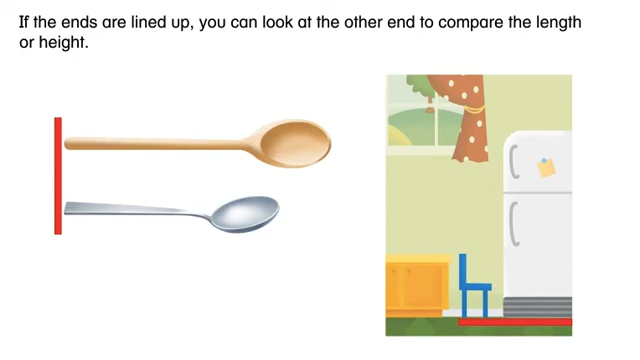 If the ends are lined up, you can look at the other end to compare the length
or height.